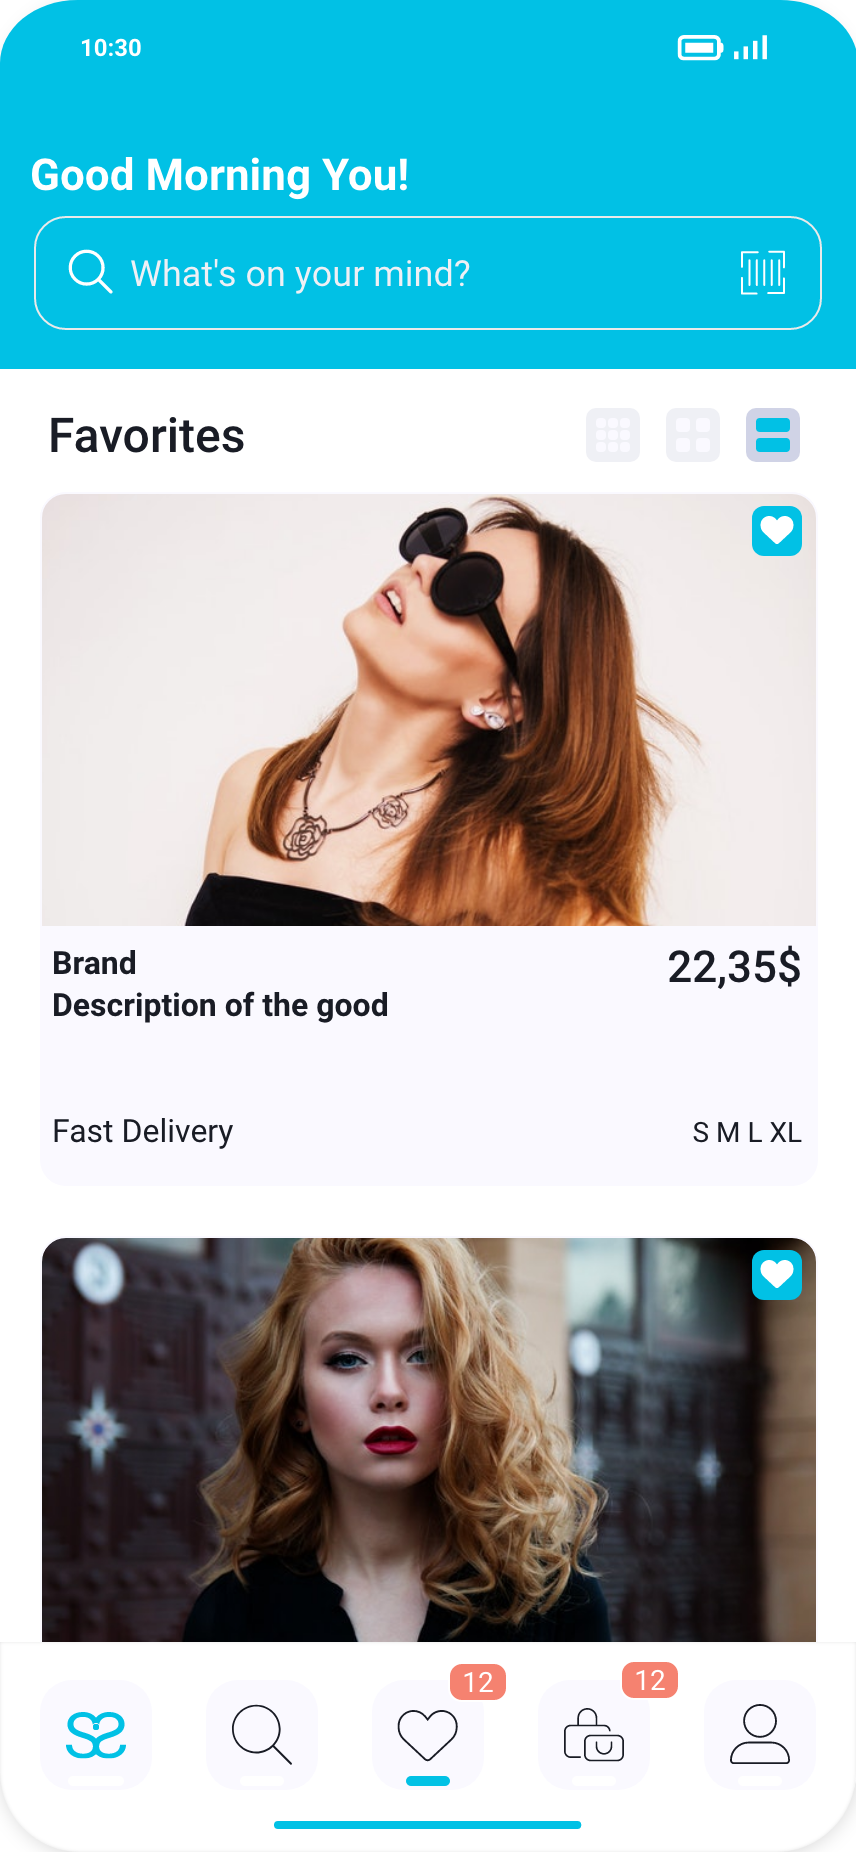 10:30
Good Morning You!
What's on your mind?
Favorites
Brand
22,35$
Description of the good
Fast Delivery
S M L XL
12
12